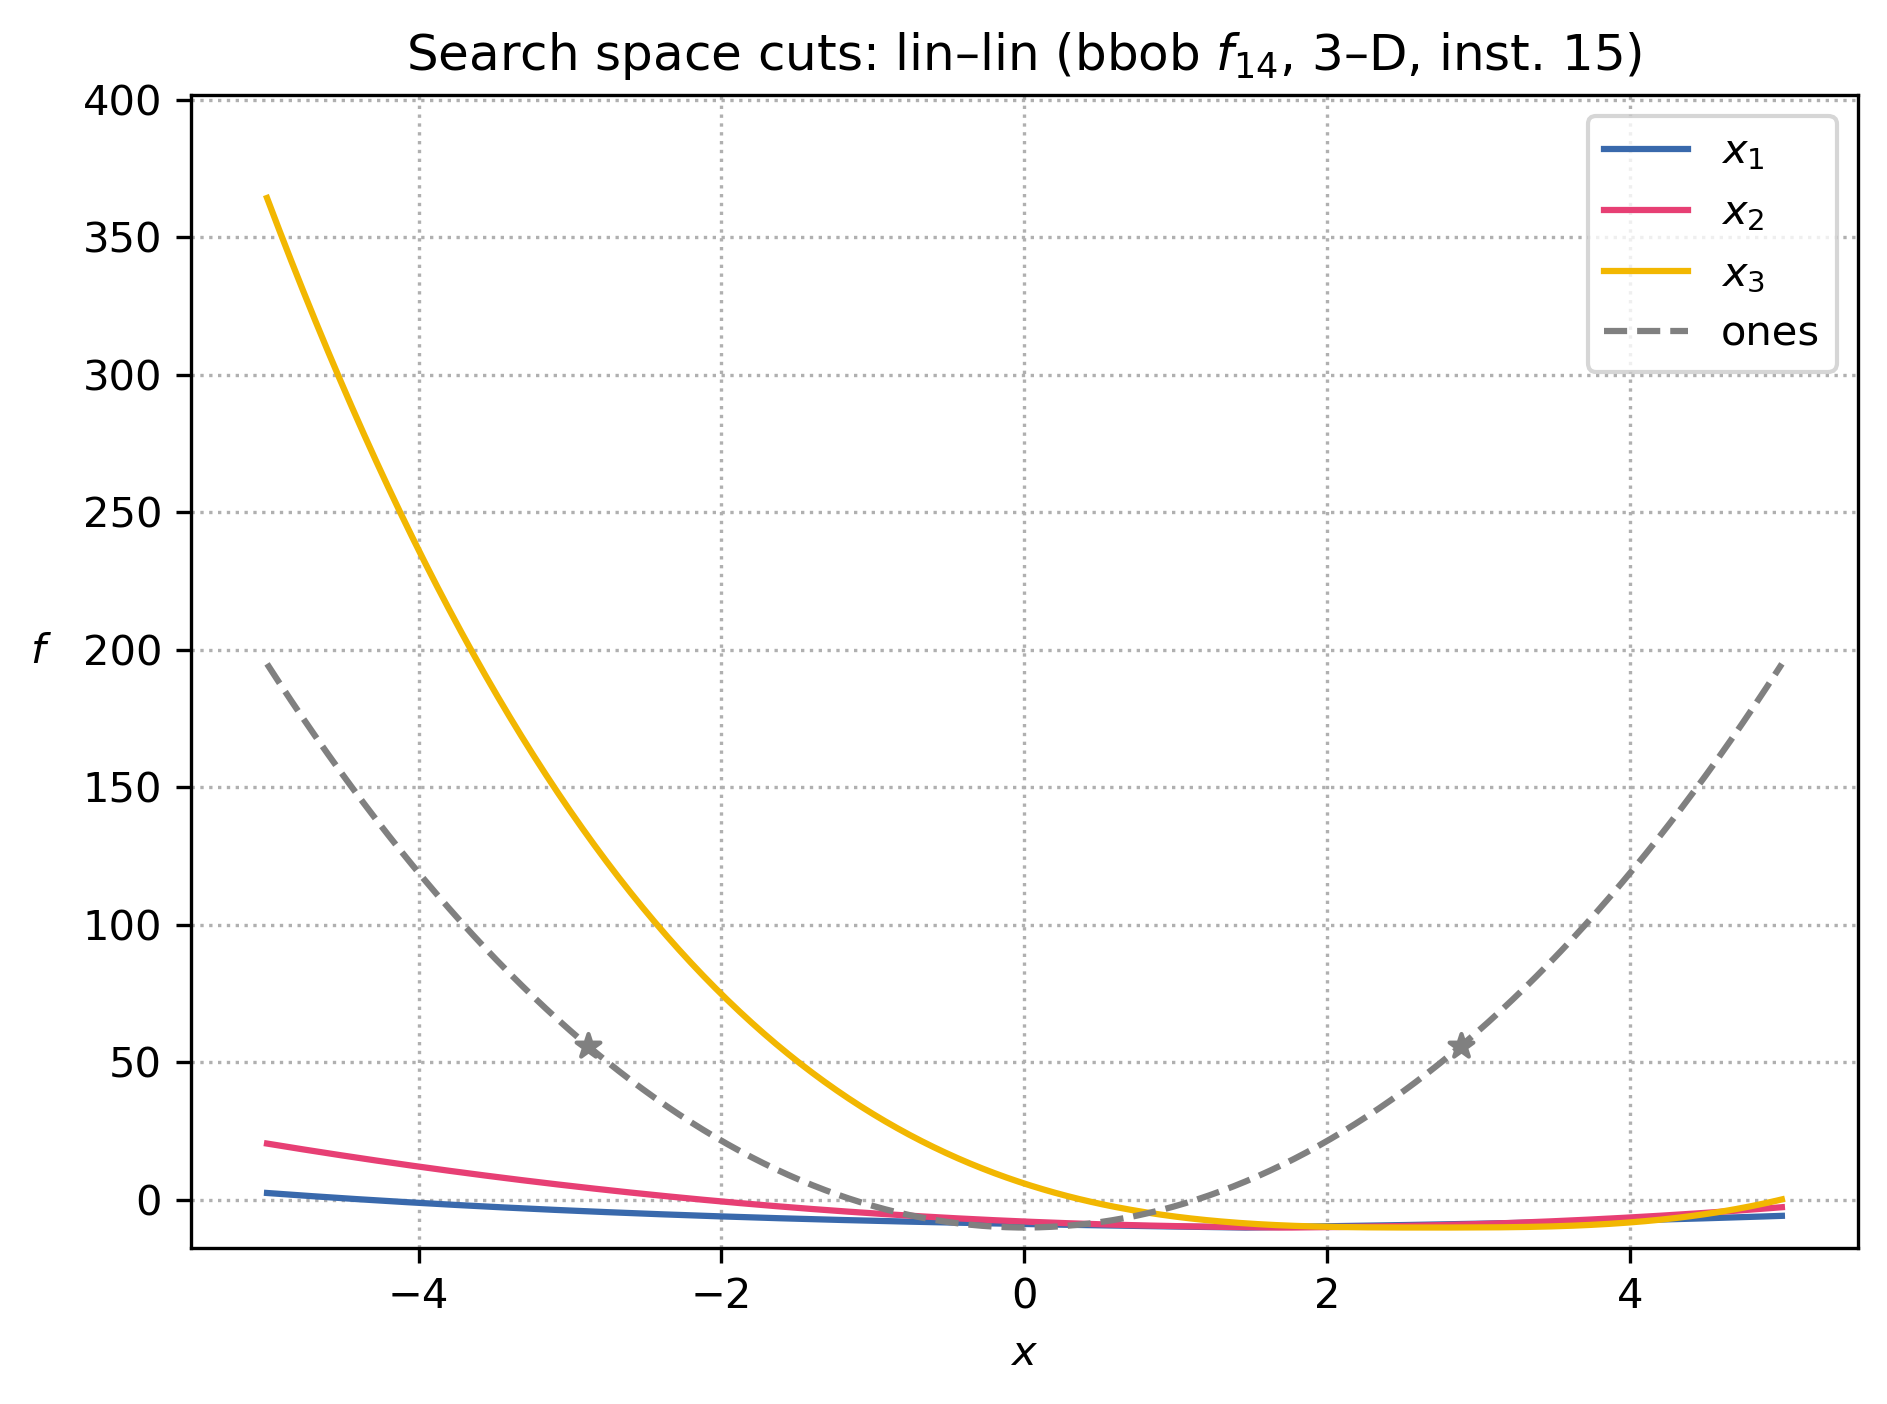 Search space cuts: lin–lin (bbob f₁₄, 3–D, inst. 15)
400
350
300
250
200
150
100
50
0
f
x₁
x₂
x₃
ones
−4
−2
0
2
4
x